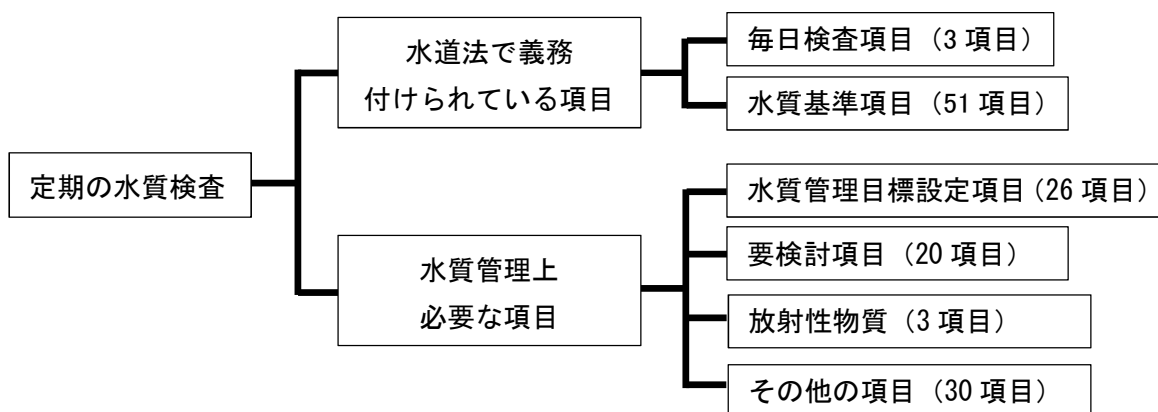 定期の水質検査
水道法で義務
付けられている項目
毎日検査項目（3 項目）
水質基準項目（51 項目）
水質管理上
必要な項目
水質管理目標設定項目（26 項目）
要検討項目（20 項目）
放射性物質（3 項目）
その他の項目（30 項目）